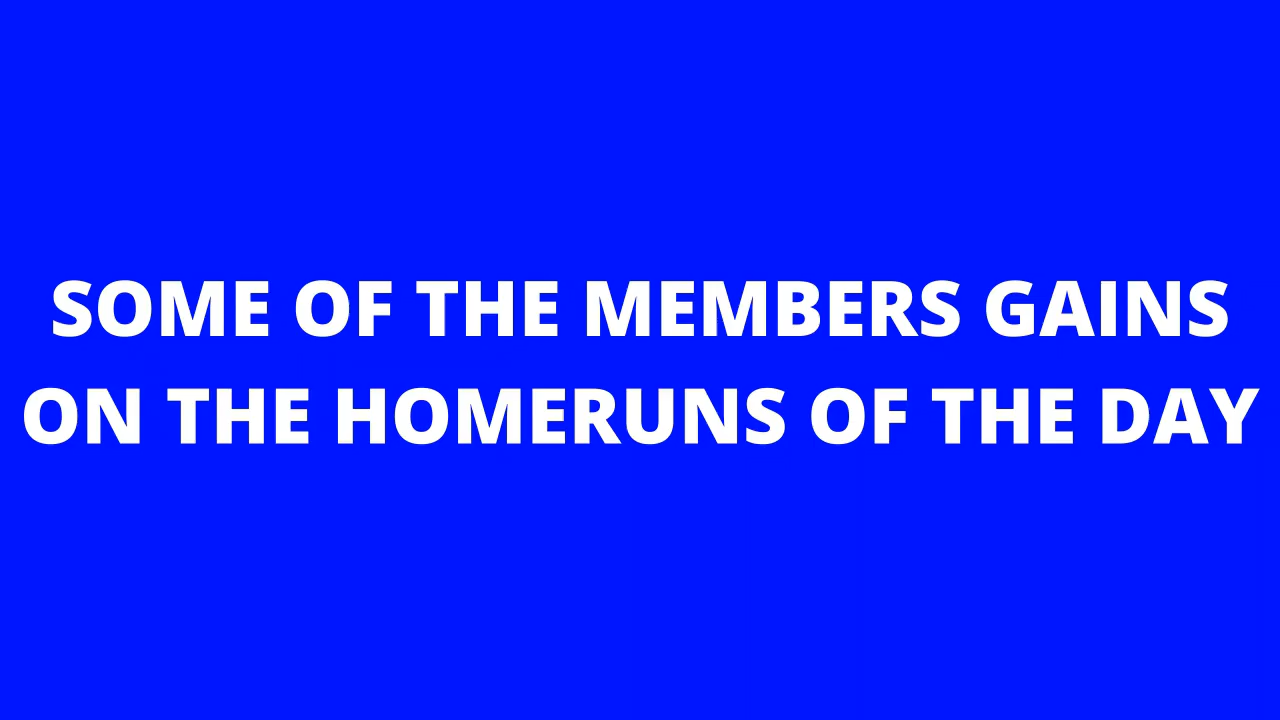 SOME OF THE MEMBERS GAINS
ON THE HOMERUNS OF THE DAY